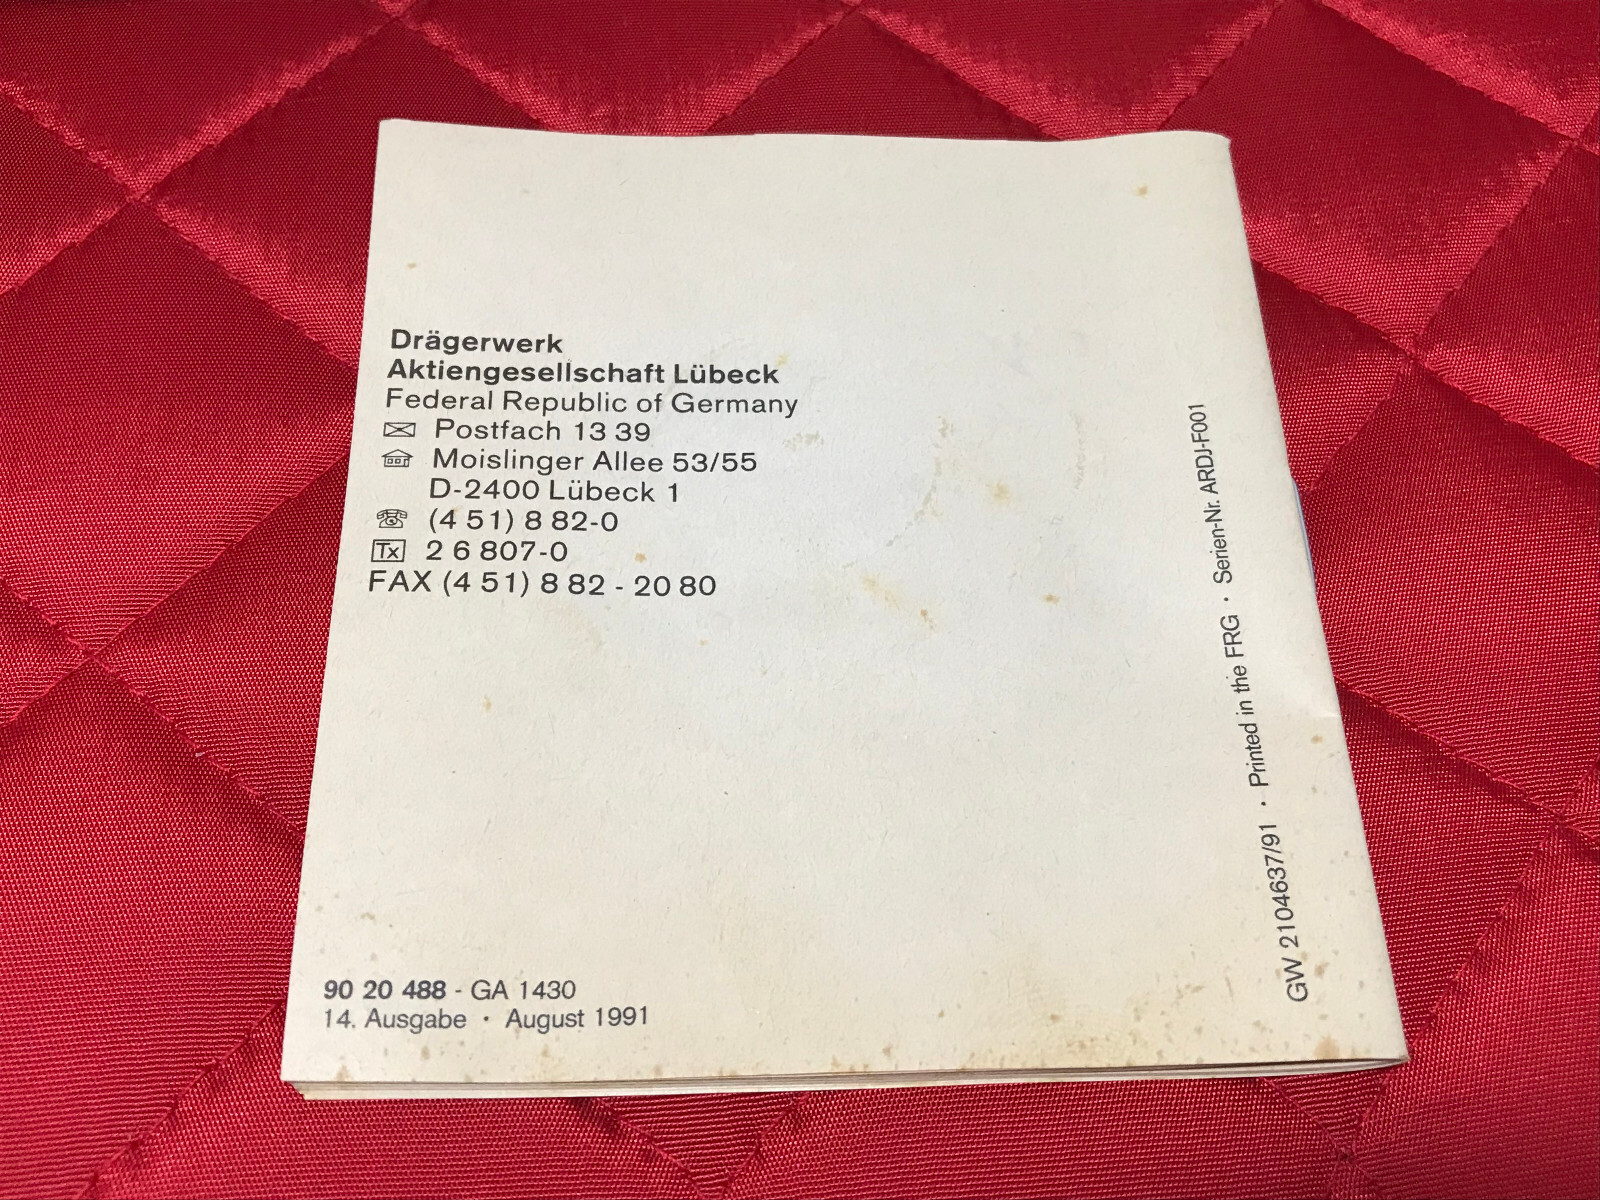 Drägerwerk
Aktiengesellschaft Lübeck
Federal Republic of Germany
Postfach 13 39
Moislinger Allee 53/55
D-2400 Lübeck 1
(4 51) 8 82-0
Tx 2 6 807-0
FAX (4 51) 8 82 - 20 80
90 20 488 - GA 1430
14. Ausgabe · August 1991
GW 2104637/91 · Printed in the FRG · Serien-Nr. ARDJ-F001